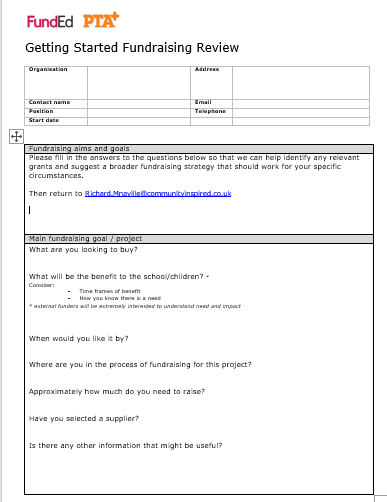 FundEd PTA+
Getting Started Fundraising Review
Organisation Address
Contact name Email
Position Telephone
Start date
Fundraising aims and goals
Please fill in the answers to the questions below so that we can help identify any relevant
grants and suggest a broader fundraising strategy that should work for your specific
circumstances.
Then return to Richard.Mnaville@communityinspired.co.uk
Main fundraising goal / project
What are you looking to buy?
What will be the benefit to the school/children? *
Consider:
• Time frames of benefit
• How you know there is a need
* external funders will be extremely interested to understand need and impact
When would you like it by?
Where are you in the process of fundraising for this project?
Approximately how much do you need to raise?
Have you selected a supplier?
Is there any other information that might be useful?